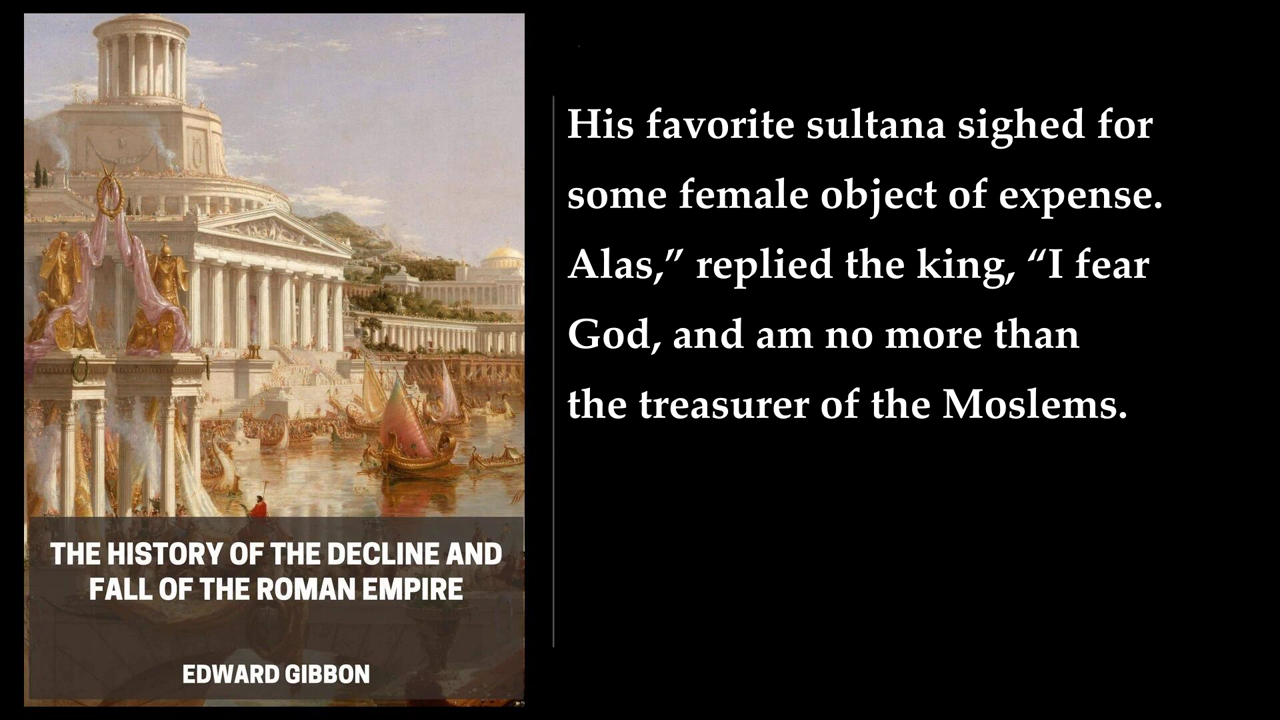 His favorite sultana sighed for
some female object of expense.
Alas,” replied the king, “I fear
God, and am no more than
the treasurer of the Moslems.
THE HISTORY OF THE DECLINE AND
FALL OF THE ROMAN EMPIRE
EDWARD GIBBON